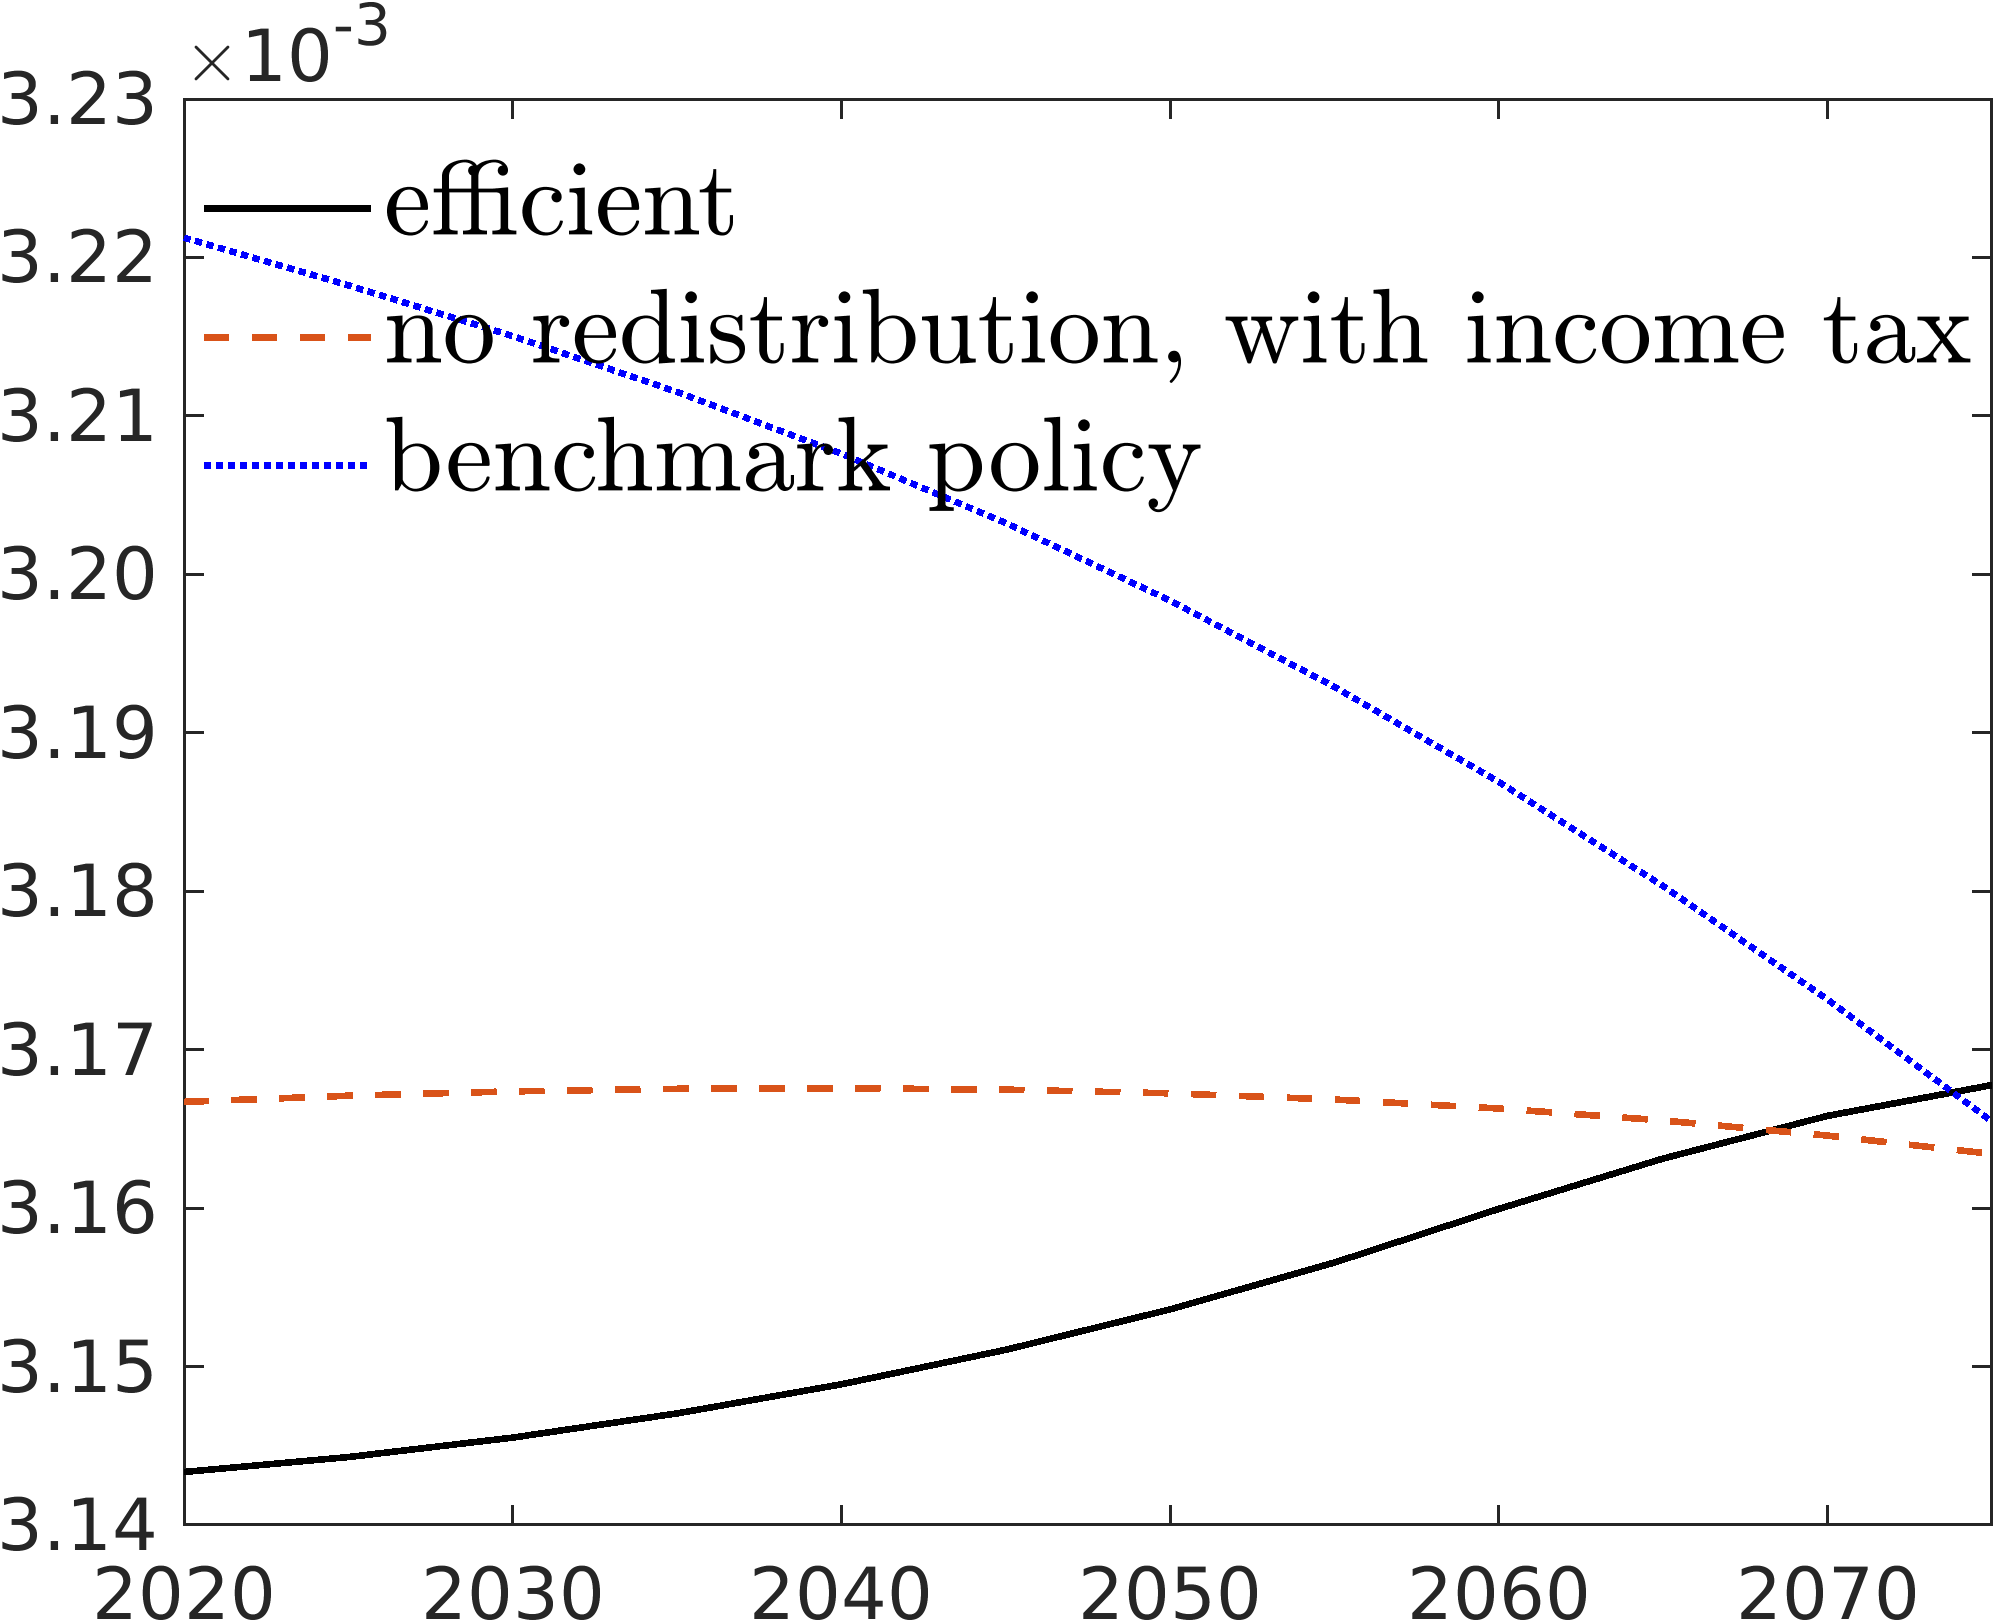 ×10-3
3.23
efficient
3.22
no redistribution, with income tax
3.21
benchmark policy
3.20
3.19
3.18
3.17
3.16
3.15
3.14
2020 2030 2040 2050 2060 2070